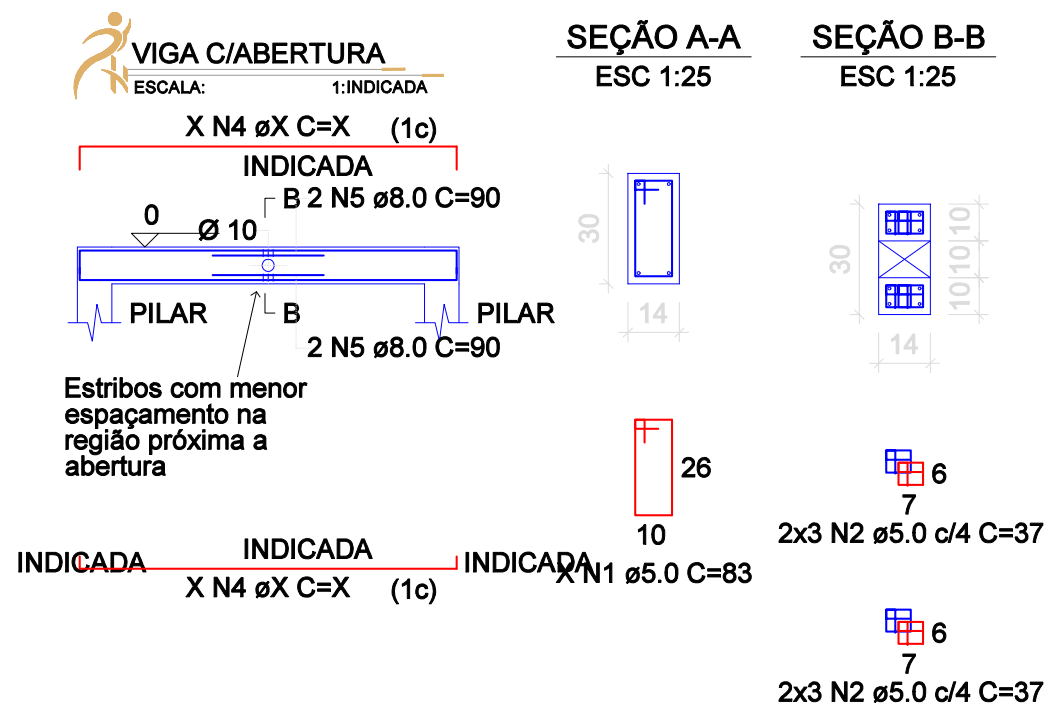 VIGA C/ABERTURA
ESCALA: 1:INDICADA
SEÇÃO A-A
ESC 1:25
SEÇÃO B-B
ESC 1:25
X N4 øX C=X (1c)
INDICADA
B 2 N5 ø8.0 C=90
0
Ø 10
PILAR
B
PILAR
2 N5 ø8.0 C=90
Estribos com menor
espaçamento na
região próxima a
abertura
INDICADA
INDICADA
INDICADA
X N4 øX C=X (1c)
30
14
26
10
X N1 ø5.0 C=83
30
10
10
10
14
6
7
2x3 N2 ø5.0 c/4 C=37
6
7
2x3 N2 ø5.0 c/4 C=37